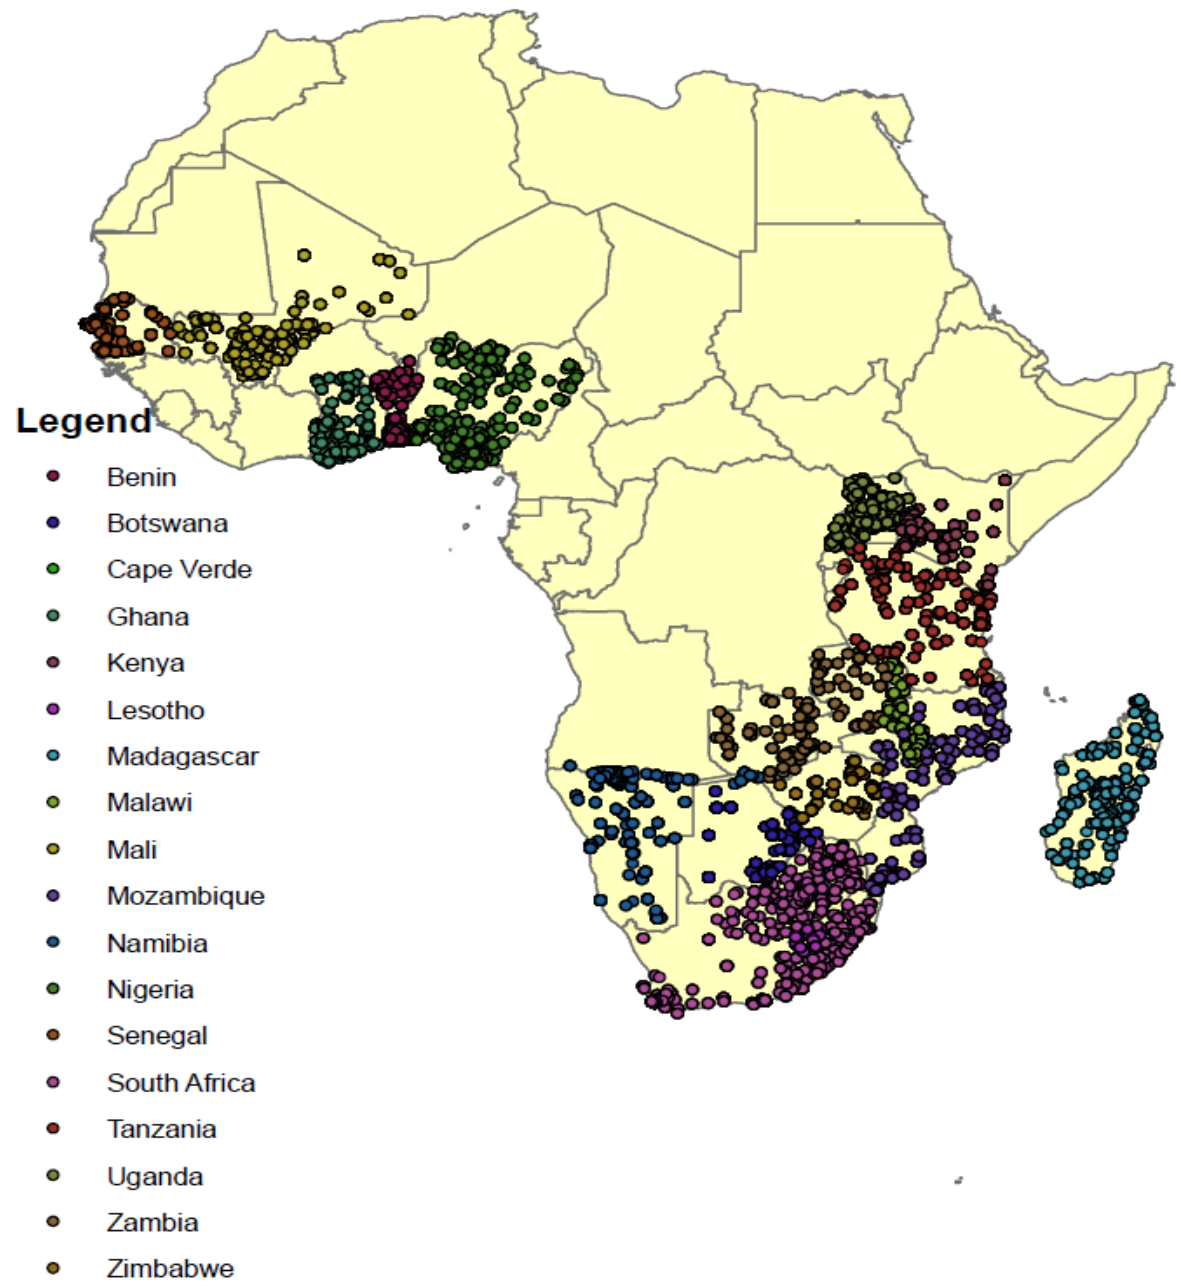 Legend
Benin
Botswana
Cape Verde
Ghana
Kenya
Lesotho
Madagascar
Malawi
Mali
Mozambique
Namibia
Nigeria
Senegal
South Africa
Tanzania
Uganda
Zambia
Zimbabwe